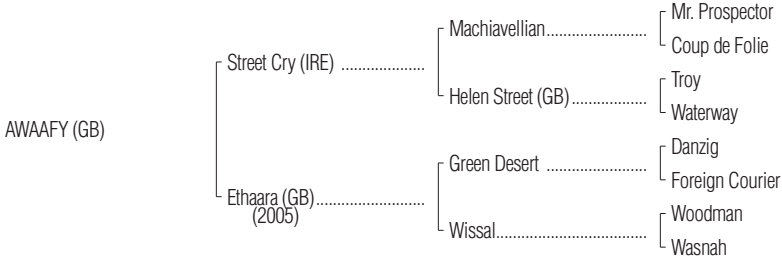 Mr. Prospector
Machiavellian
Coup de Folie
Street Cry (IRE)
Troy
Helen Street (GB)
Waterway
AWAAFY (GB)
Danzig
Green Desert
Foreign Courier
Ethaara (GB)
(2005)
Woodman
Wissal
Wasnah